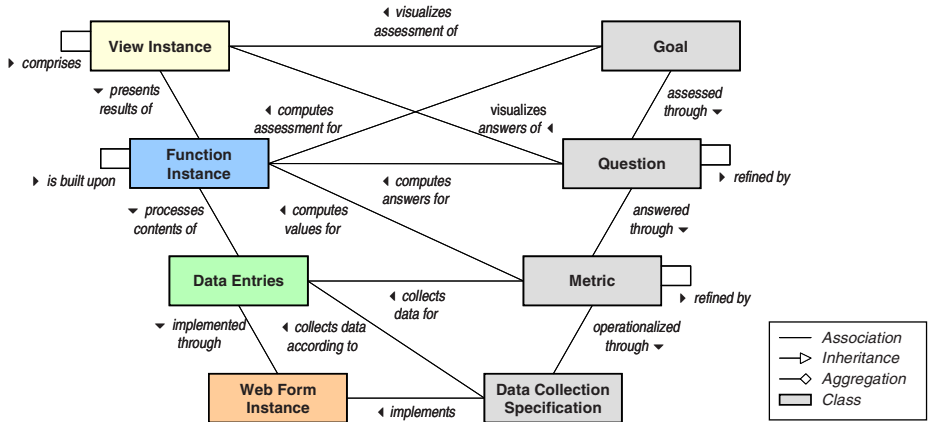 ◄ visualizes
assessment of
View Instance
Goal
► comprises
▼ presents
results of
◄ computes
assessment for
visualizes
answers of ◄
assessed
through ▼
Function
Instance
Question
► is built upon
► refined by
◄ computes
answers for
▼ processes
contents of
◄ computes
values for
answered
through ▼
Data Entries
Metric
◄ collects
data for
► refined by
▼ implemented
through
◄ collects data
according to
operationalized
through ▼
Web Form
Instance
◄ implements
Data Collection
Specification
Association
Inheritance
Aggregation
Class